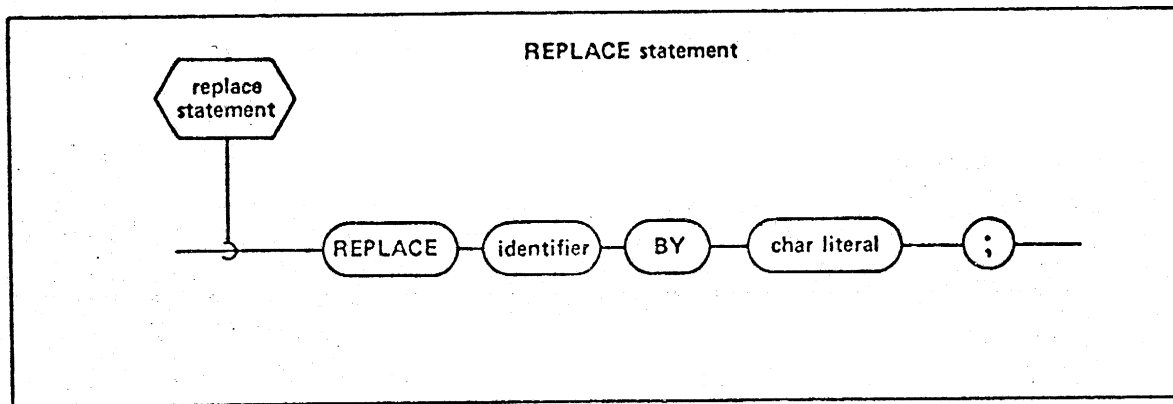 REPLACE statement
replace
statement
REPLACE identifier BY char literal ;